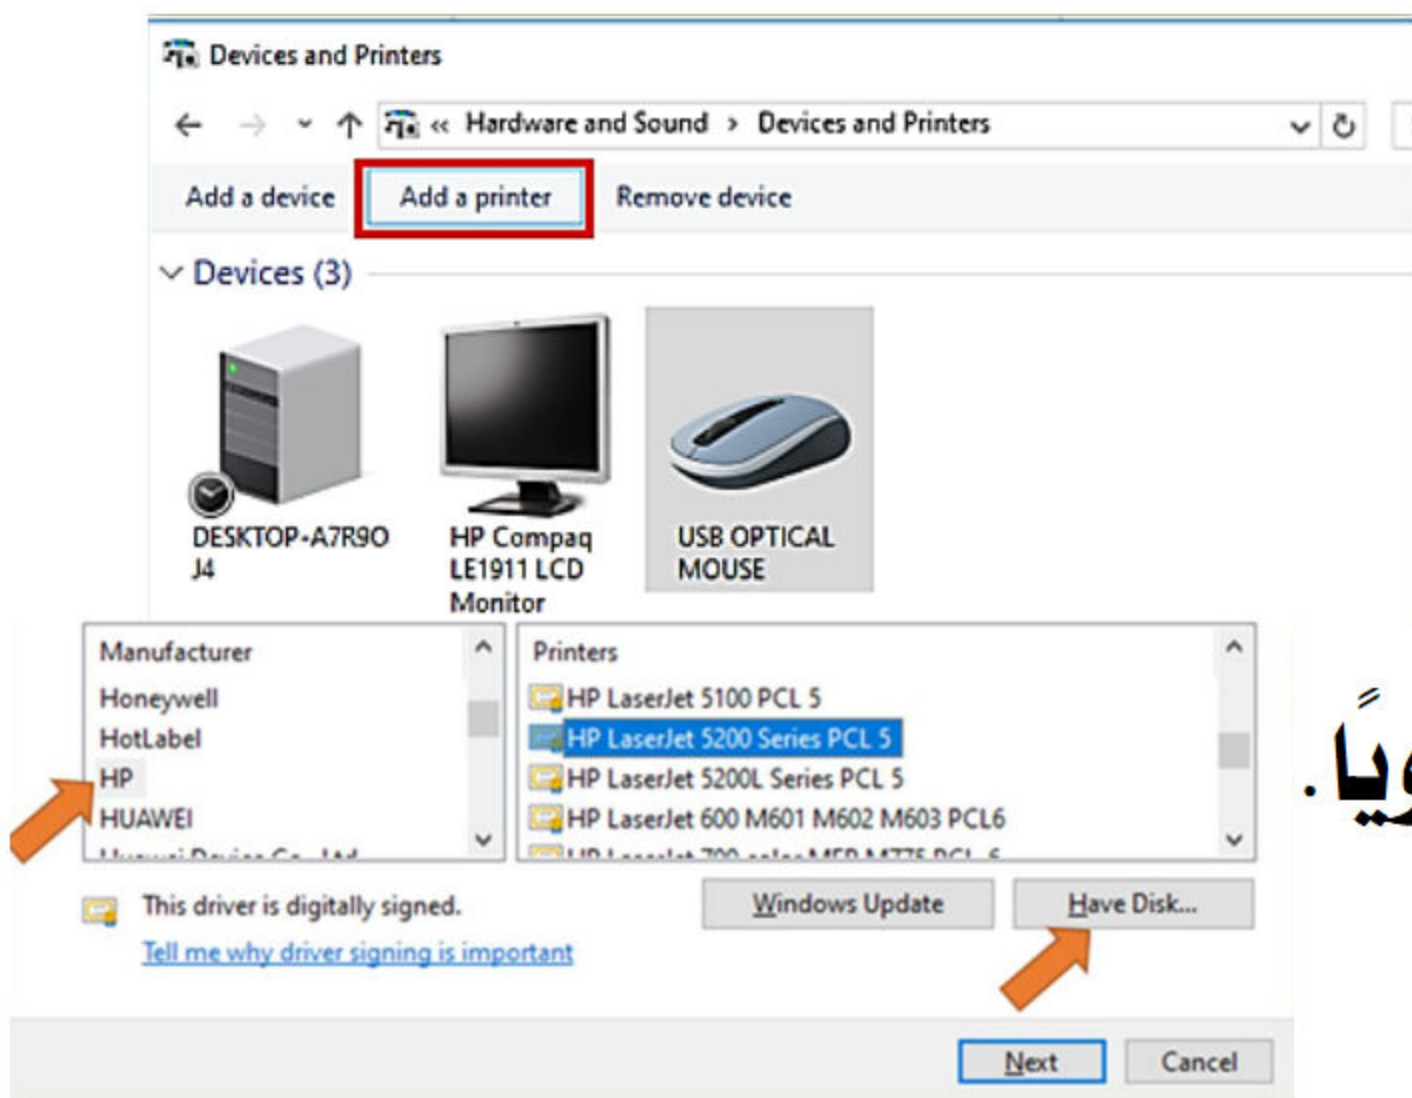 Devices and Printers
« Hardware and Sound > Devices and Printers
Add a device Add a printer Remove device
Devices (3)
DESKTOP-A7R9O
J4
HP Compaq
LE1911 LCD
Monitor
USB OPTICAL
MOUSE
Manufacturer
Honeywell
HotLabel
HP
HUAWEI
Printers
HP LaserJet 5100 PCL 5
HP LaserJet 5200 Series PCL 5
HP LaserJet 5200L Series PCL 5
HP LaserJet 600 M601 M602 M603 PCL6
This driver is digitally signed.
Tell me why driver signing is important
Windows Update
Have Disk...
Next
Cancel